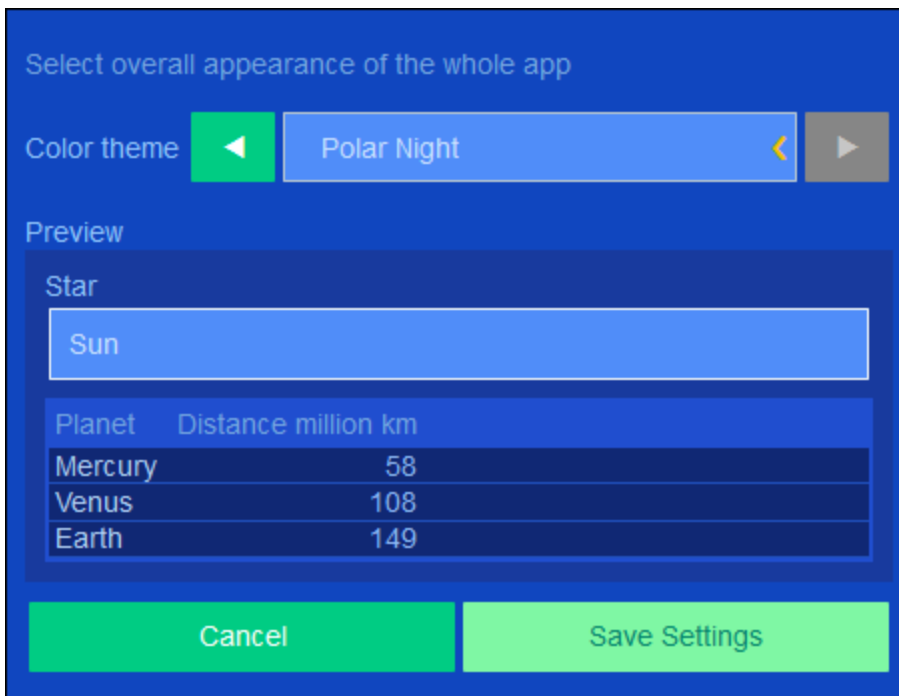 Select overall appearance of the whole app
Color theme Polar Night
Preview
Star
Sun
Planet Distance million km
Mercury 58
Venus 108
Earth 149
Cancel Save Settings